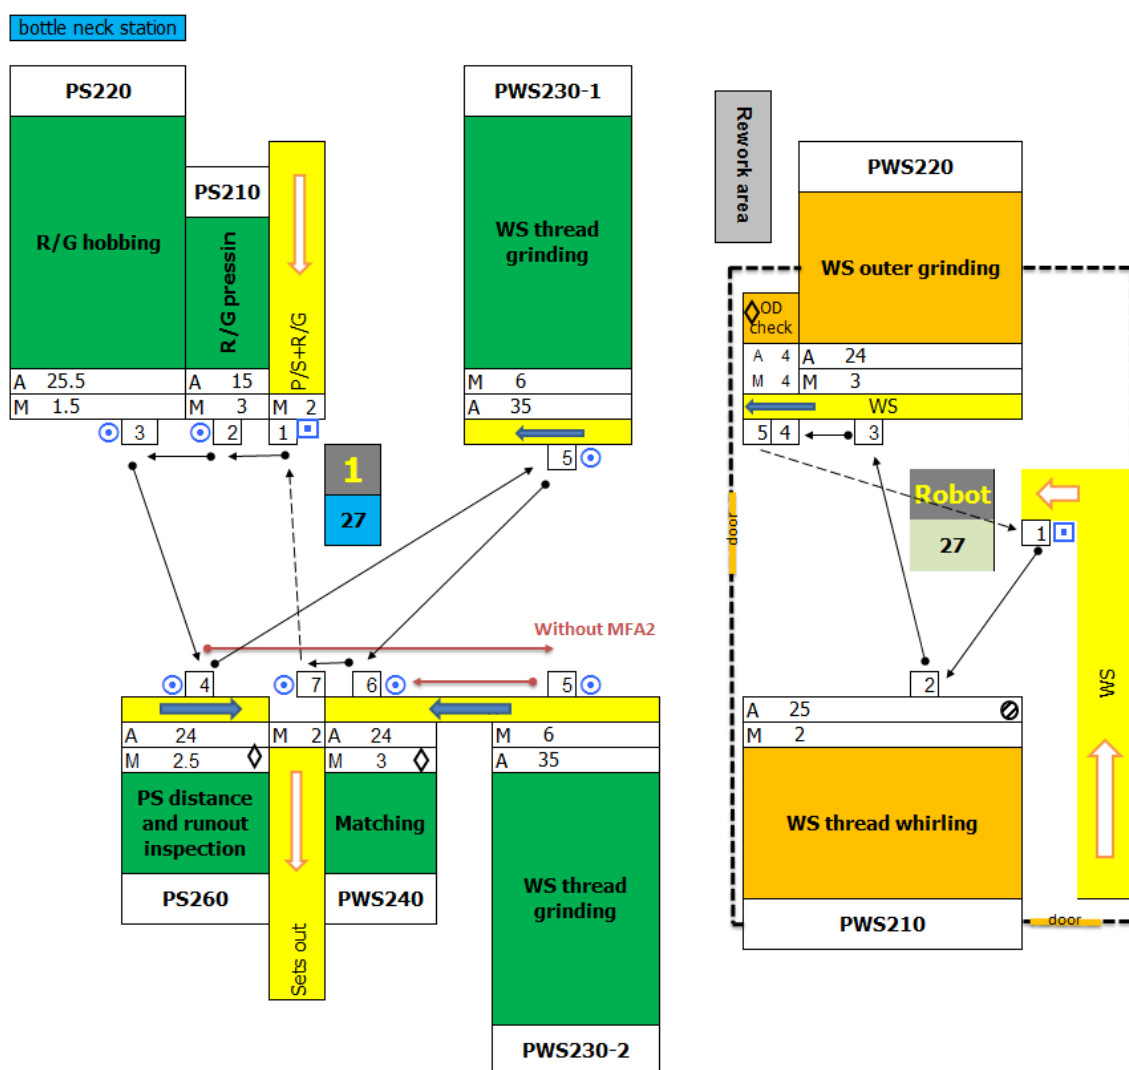 bottle neck station
PS220
R/G hobbing
A 25.5
M 1.5
3
PS210
R/G pressin
A 15
M 3
2
P/S+R/G
M 2
1
1
27
PWS230-1
WS thread
grinding
M 6
A 35
5
Rework area
PWS220
WS outer grinding
OD
check
A 4
M 4
A 24
M 3
WS
5
4
3
Robot
27
1
door
WS
2
A 25
M 2
WS thread whirling
PWS210
door
Without MFA2
4
7
6
5
A 24
M 2.5
PS distance
and runout
inspection
PS260
M 2
Sets out
A 24
M 3
Matching
PWS240
M 6
A 35
WS thread
grinding
PWS230-2